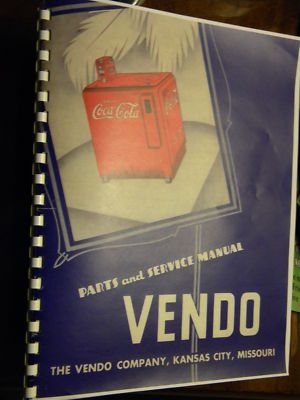 Coca-Cola
PARTS and SERVICE MANUAL
VENDO
THE VENDO COMPANY, KANSAS CITY, MISSOURI